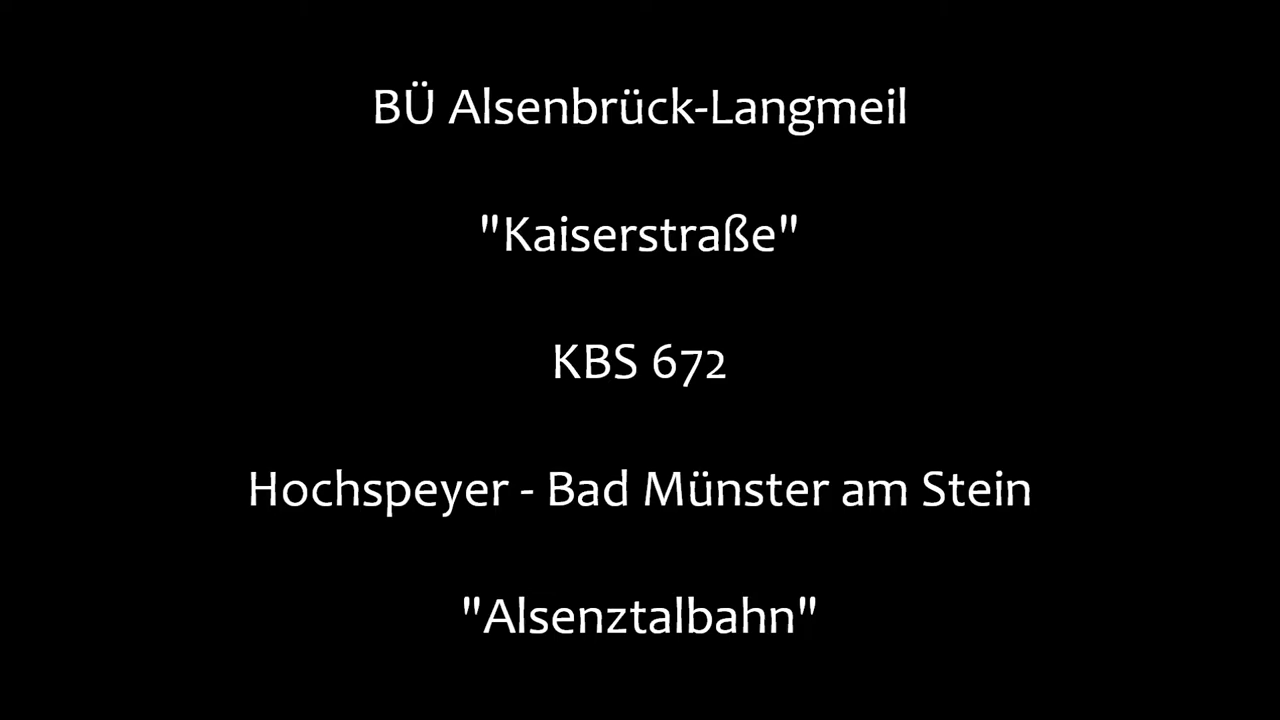 BÜ Alsenbrück-Langmeil
"Kaiserstraße"
KBS 672
Hochspeyer - Bad Münster am Stein
"Alsenztalbahn"